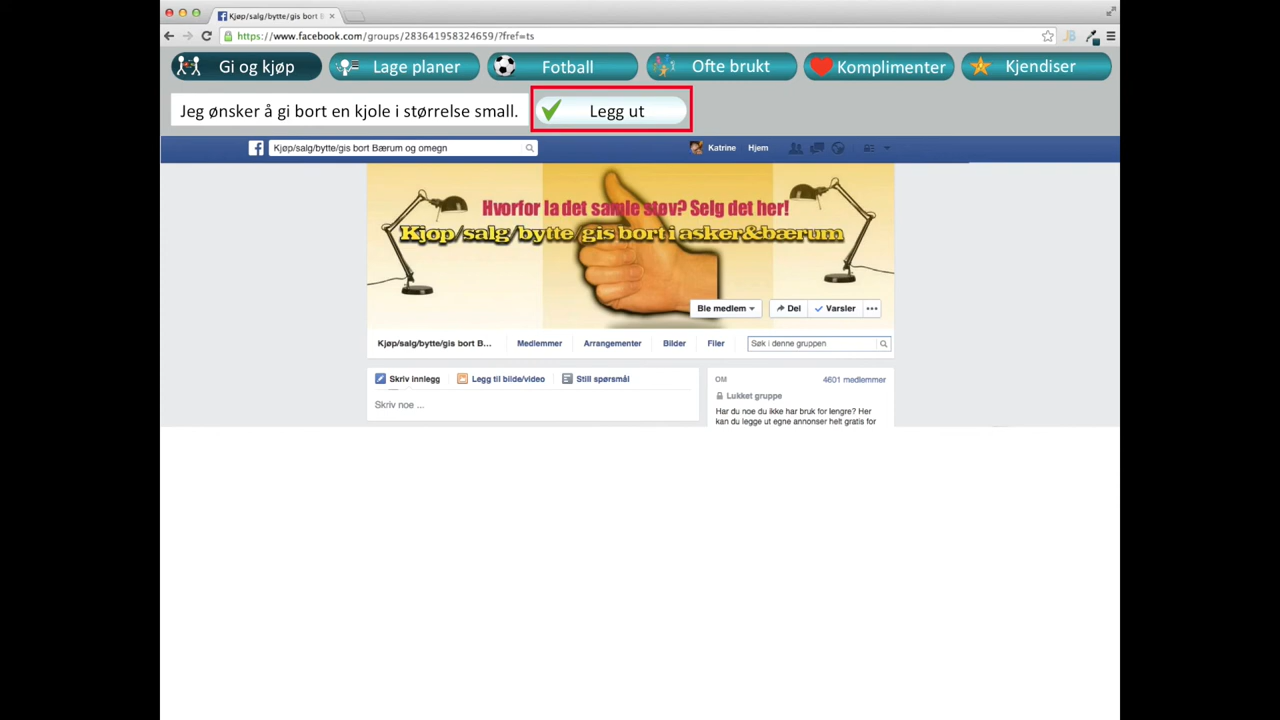 Kjøp/salg/bytte/gis bort B
https://www.facebook.com/groups/283641958324659/?fref=ts
Gi og kjøp
Lage planer
Fotball
Ofte brukt
Komplimenter
Kjendiser
Jeg ønsker å gi bort en kjole i størrelse small.
Legg ut
Kjøp/salg/bytte/gis bort Bærum og omegn
Katrine
Hjem
Hvorfor la det samle støv? Selg det her!
Kjøp/salg/bytte/gis bort i asker&bærum
Ble medlem
Del
Varsler
Kjøp/salg/bytte/gis bort B...
Medlemmer
Arrangementer
Bilder
Filer
Søk i denne gruppen
Skriv innlegg
Legg til bilde/video
Still spørsmål
Skriv noe ...
OM
4601 medlemmer
Lukket gruppe
Har du noe du ikke har bruk for lengre? Her
kan du legge ut egne annonser helt gratis for